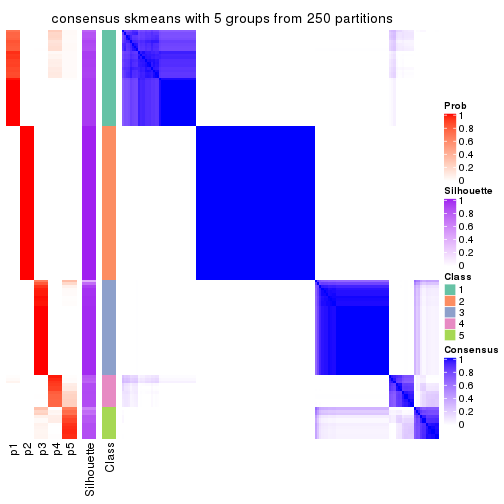 consensus skmeans with 5 groups from 250 partitions
Prob
1
0.8
0.6
0.4
0.2
0
Silhouette
1
0.8
0.6
0.4
0.2
0
Class
1
2
3
4
5
Consensus
1
0.8
0.6
0.4
0.2
0
p1
p2
p3
p4
p5
Silhouette
Class